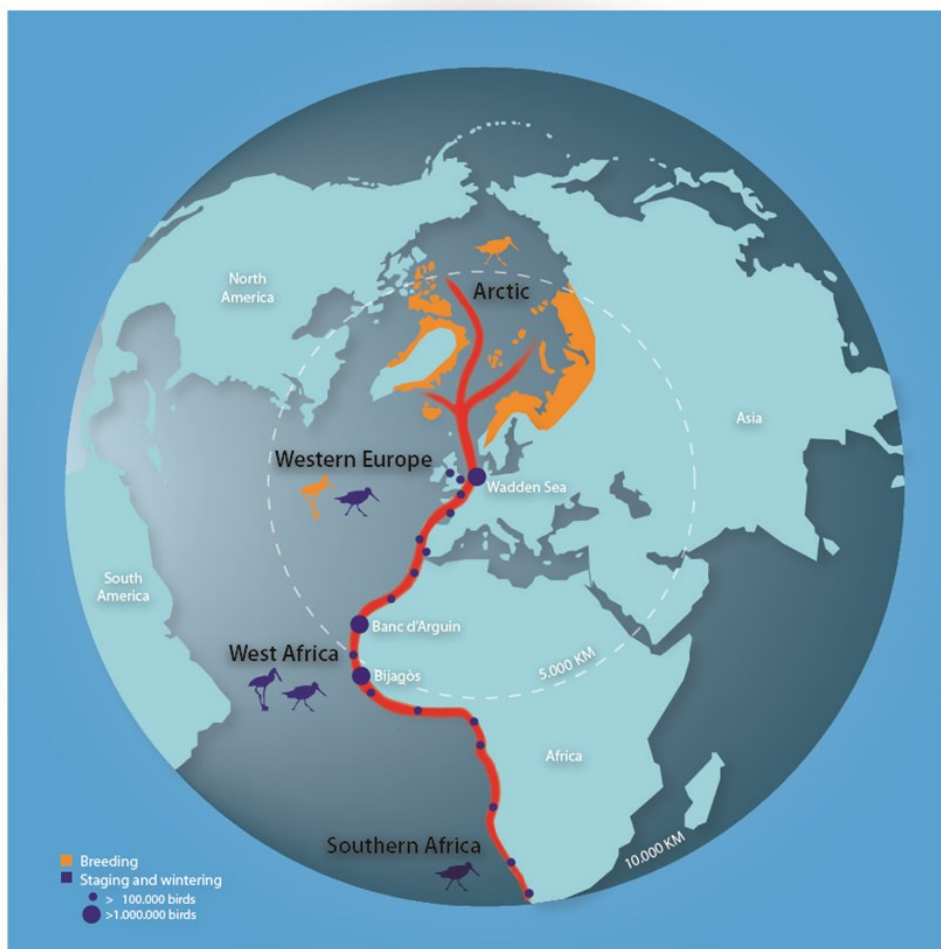 North
America
Arctic
Asia
Western Europe
Wadden Sea
South
America
Banc d'Arguin
West Africa
5.000 KM
Bijagòs
Africa
Southern Africa
10.000 KM
Breeding
Staging and wintering
> 100.000 birds
>1.000.000 birds